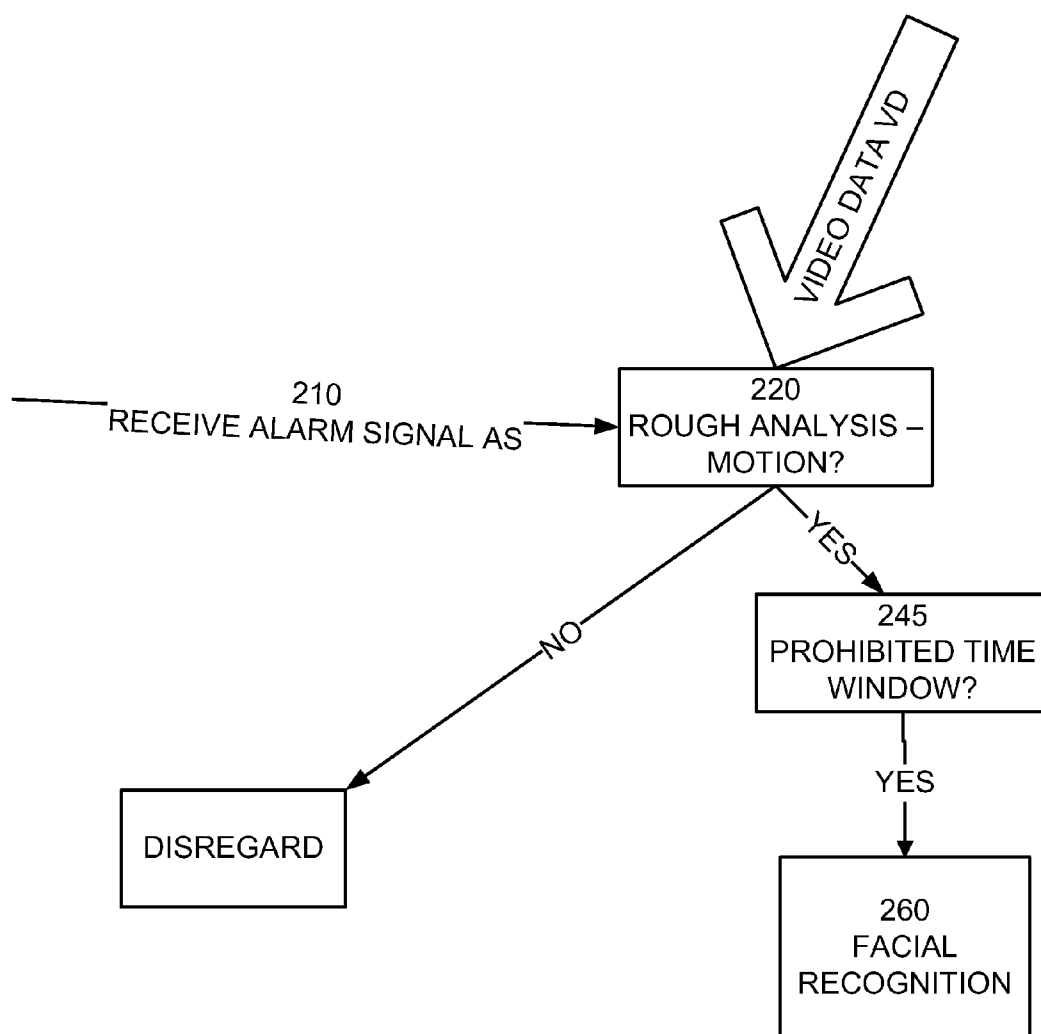 VIDEO DATA VD
210
RECEIVE ALARM SIGNAL AS
220
ROUGH ANALYSIS –
MOTION?
YES
NO
245
PROHIBITED TIME
WINDOW?
YES
DISREGARD
260
FACIAL
RECOGNITION